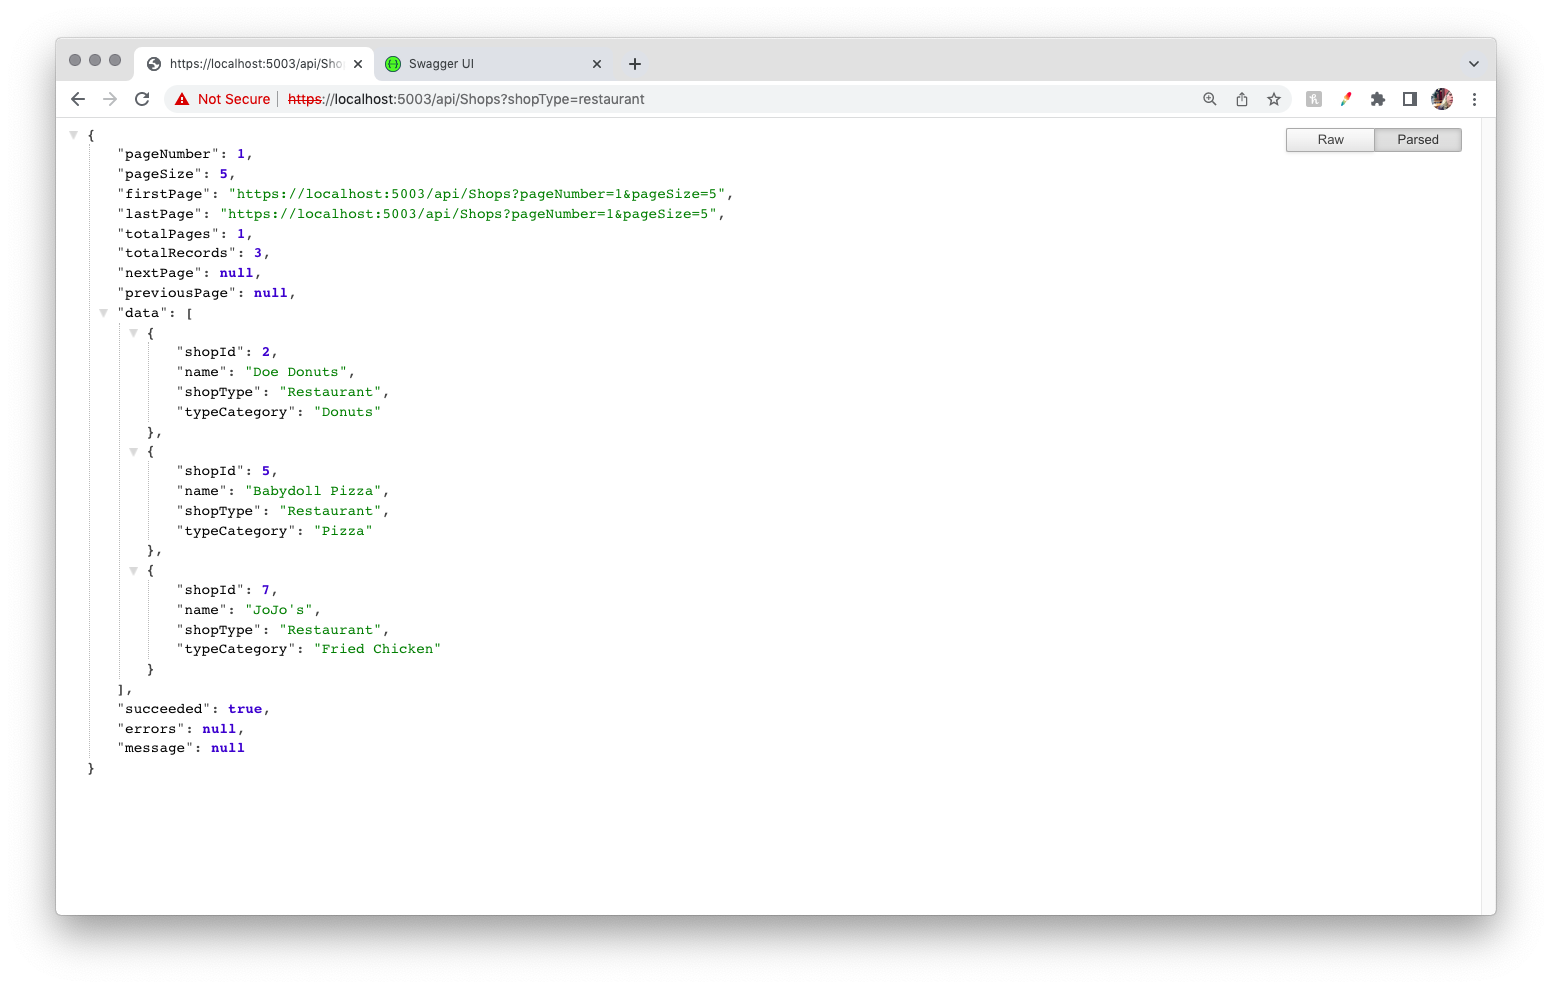 https://localhost:5003/api/Sho
Swagger UI
Not Secure https://localhost:5003/api/Shops?shopType=restaurant
Raw Parsed
{
"pageNumber": 1,
"pageSize": 5,
"firstPage": "https://localhost:5003/api/Shops?pageNumber=1&pageSize=5",
"lastPage": "https://localhost:5003/api/Shops?pageNumber=1&pageSize=5",
"totalPages": 1,
"totalRecords": 3,
"nextPage": null,
"previousPage": null,
"data": [
{
"shopId": 2,
"name": "Doe Donuts",
"shopType": "Restaurant",
"typeCategory": "Donuts"
},
{
"shopId": 5,
"name": "Babydoll Pizza",
"shopType": "Restaurant",
"typeCategory": "Pizza"
},
{
"shopId": 7,
"name": "JoJo's",
"shopType": "Restaurant",
"typeCategory": "Fried Chicken"
}
],
"succeeded": true,
"errors": null,
"message": null
}